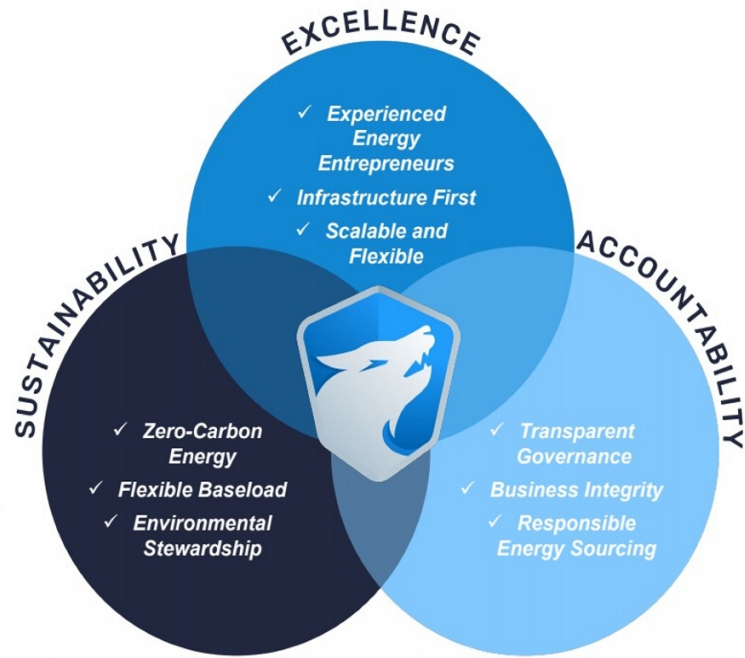 EXCELLENCE
✓ Experienced
Energy
Entrepreneurs
✓ Infrastructure First
✓ Scalable and
Flexible
SUSTAINABILITY
✓ Zero-Carbon
Energy
✓ Flexible Baseload
✓ Environmental
Stewardship
ACCOUNTABILITY
✓ Transparent
Governance
✓ Business Integrity
✓ Responsible
Energy Sourcing